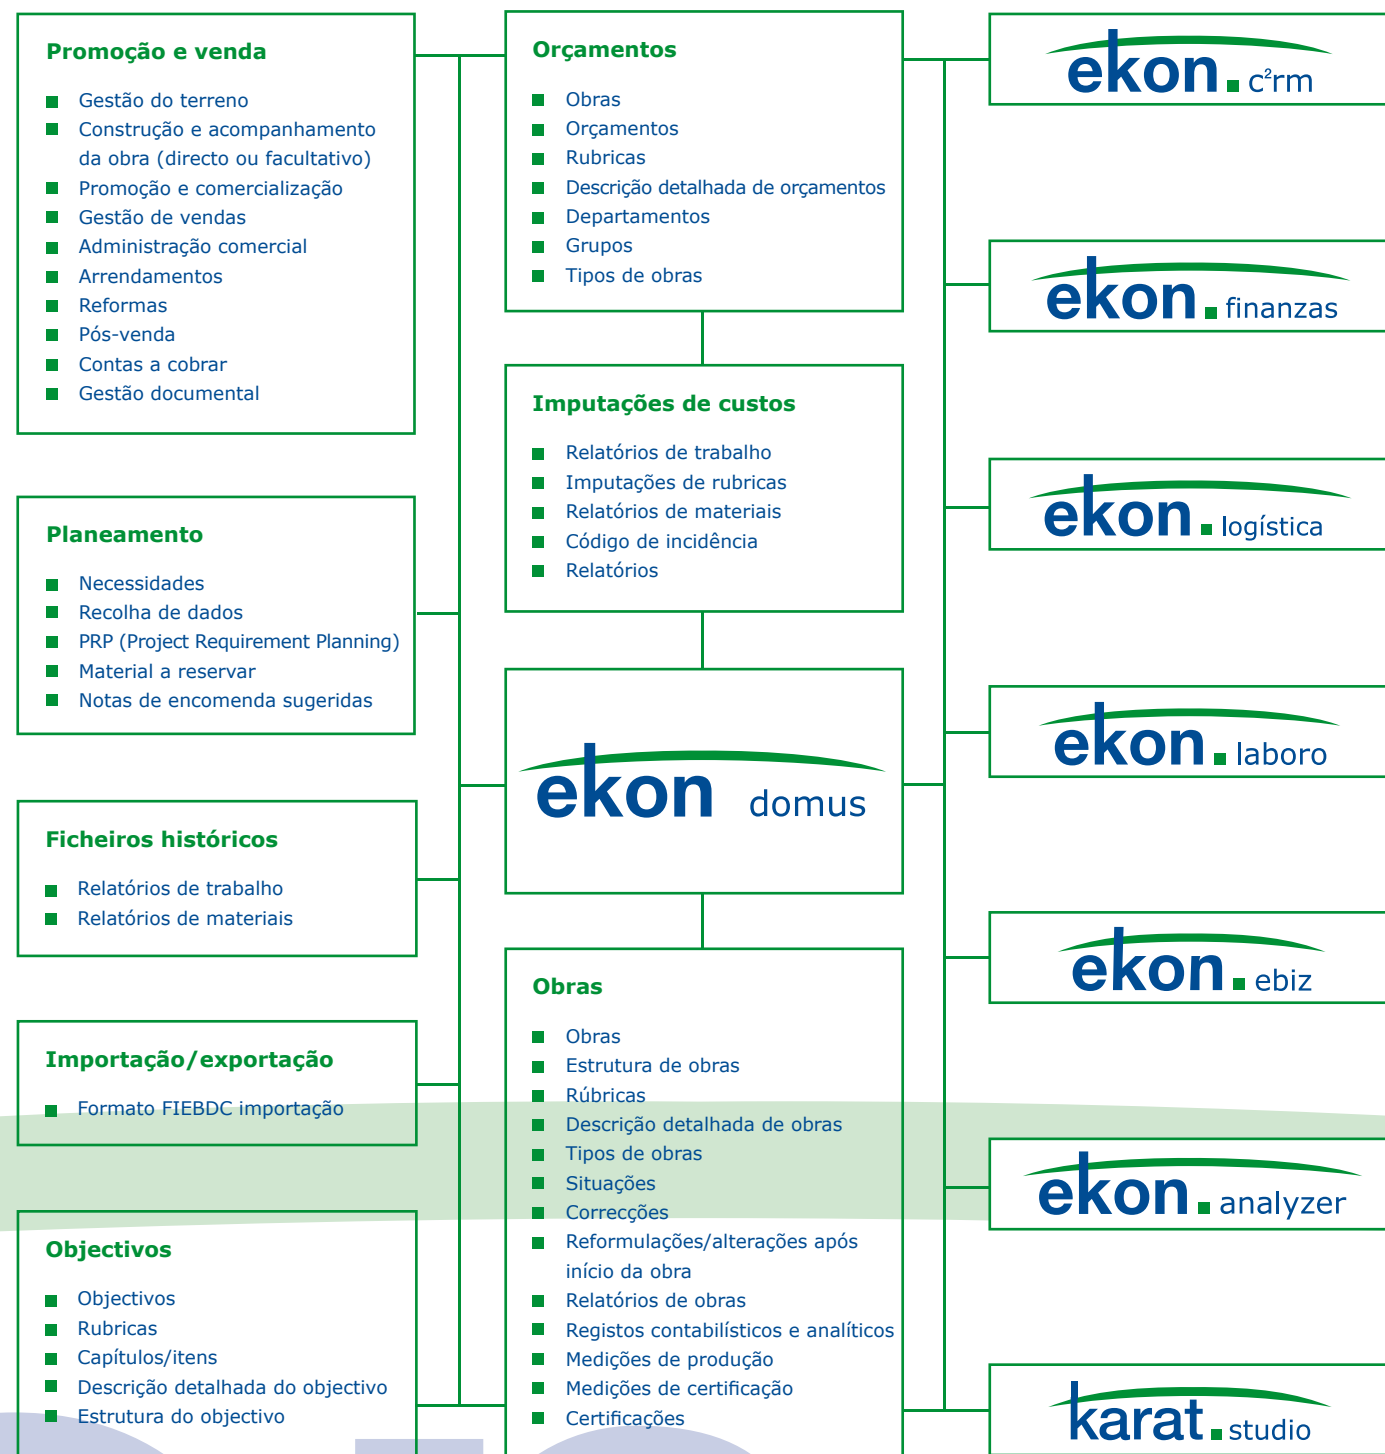 Promoção e venda
Gestão do terreno
Construção e acompanhamento
da obra (directo ou facultativo)
Promoção e comercialização
Gestão de vendas
Administração comercial
Arrendamentos
Reformas
Pós-venda
Contas a cobrar
Gestão documental
Planeamento
Necessidades
Recolha de dados
PRP (Project Requirement Planning)
Material a reservar
Notas de encomenda sugeridas
Ficheiros históricos
Relatórios de trabalho
Relatórios de materiais
Importação/exportação
Formato FIEBDC importação
Objectivos
Objectivos
Rubricas
Capítulos/itens
Descrição detalhada do objectivo
Estrutura do objectivo
Orçamentos
Obras
Orçamentos
Rubricas
Descrição detalhada de orçamentos
Departamentos
Grupos
Tipos de obras
Imputações de custos
Relatórios de trabalho
Imputações de rubricas
Relatórios de materiais
Código de incidência
Relatórios
ekon domus
Obras
Obras
Estrutura de obras
Rúbricas
Descrição detalhada de obras
Tipos de obras
Situações
Correcções
Reformulações/alterações após
início da obra
Relatórios de obras
Registos contabilísticos e analíticos
Medições de produção
Medições de certificação
Certificações
ekon.c²rm
ekon.finanzas
ekon.logística
ekon.laboro
ekon.ebiz
ekon.analyzer
karat.studio